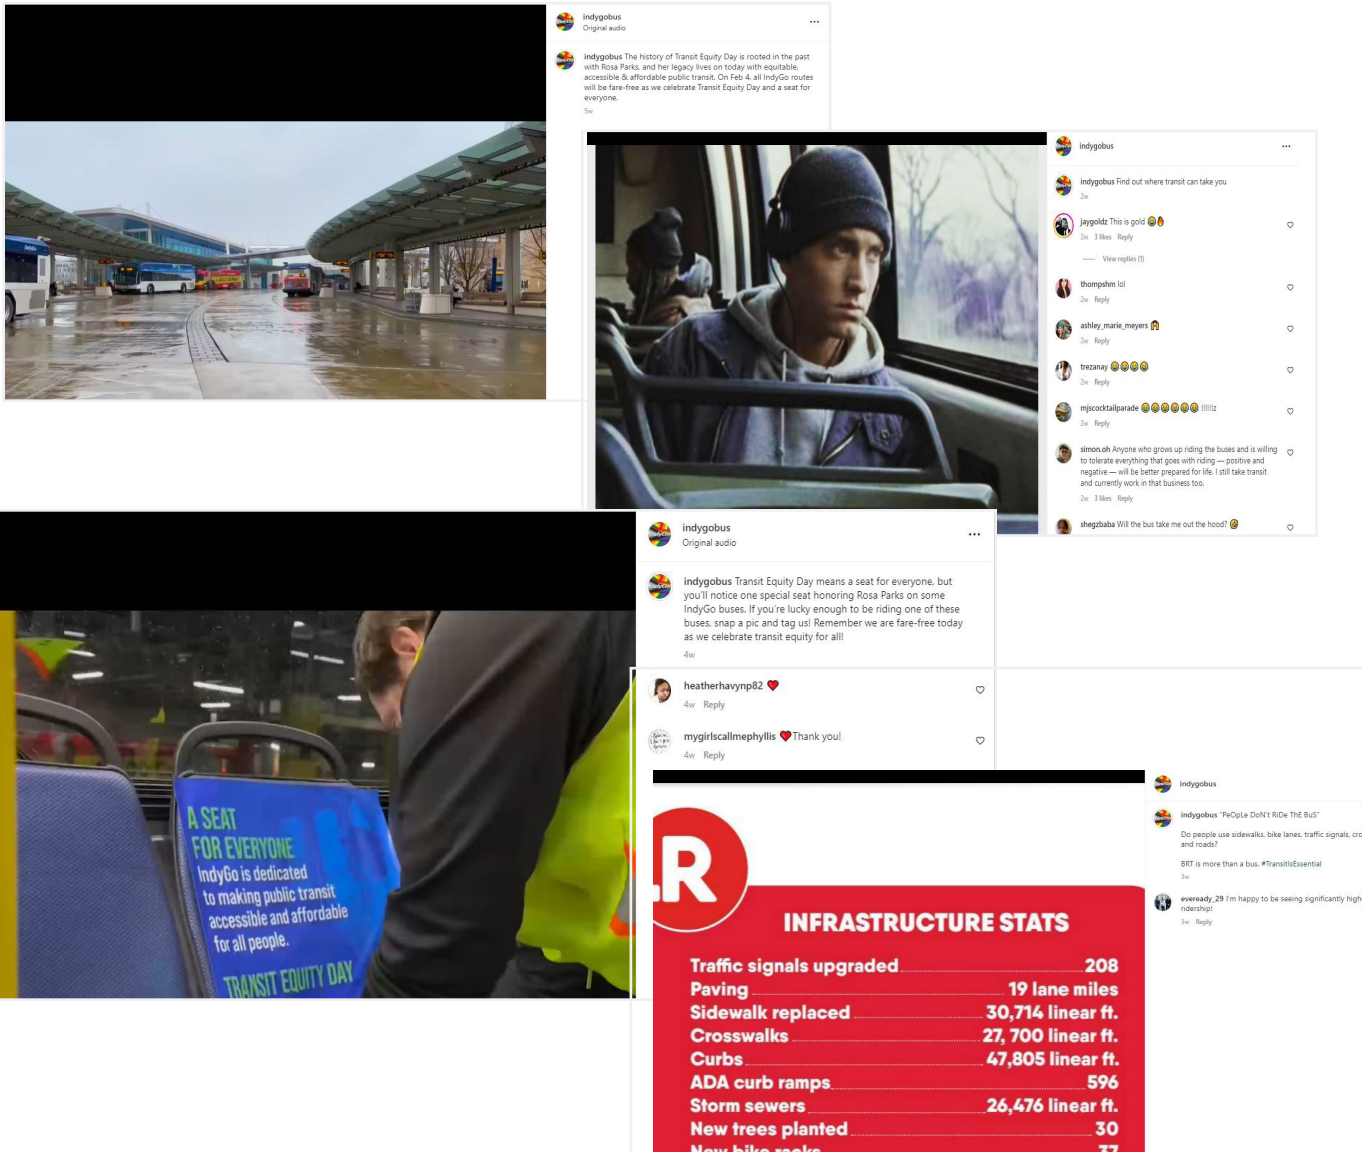 indygobus
Original audio
indygobus The history of Transit Equity Day is rooted in the past
with Rosa Parks, and her legacy lives on today with equitable,
accessible & affordable public transit. On Feb 4, all IndyGo routes
will be fare-free as we celebrate Transit Equity Day and a seat for
everyone.
5w
indygobus
indygobus Find out where transit can take you
2w
jaygoldz This is gold 😂🔥
2w 3 likes Reply
View replies (1)
thompshm lol
2w Reply
ashley_marie_meyers
2w Reply
trezanay 😂😂😂😂
2w Reply
mjscocktailparade 😂😂😂😂😂😂 !!!!!!z
2w Reply
simon.oh Anyone who grows up riding the buses and is willing
to tolerate everything that goes with riding — positive and
negative — will be better prepared for life. I still take transit
and currently work in that business too.
2w 3 likes Reply
shegzbaba Will the bus take me out the hood? 🤣
indygobus
Original audio
indygobus Transit Equity Day means a seat for everyone, but
you'll notice one special seat honoring Rosa Parks on some
IndyGo buses. If you're lucky enough to be riding one of these
buses, snap a pic and tag us! Remember we are fare-free today
as we celebrate transit equity for all!
4w
heatherhavynp82 ❤️
4w Reply
mygirlscallmephyllis ❤️Thank you!
4w Reply
A SEAT
FOR EVERYONE
IndyGo is dedicated
to making public transit
accessible and affordable
for all people.
TRANSIT EQUITY DAY
R
INFRASTRUCTURE STATS
Traffic signals upgraded 208
Paving 19 lane miles
Sidewalk replaced 30,714 linear ft.
Crosswalks 27, 700 linear ft.
Curbs 47,805 linear ft.
ADA curb ramps 596
Storm sewers 26,476 linear ft.
New trees planted 30
New bike racks 37
indygobus
indygobus "PeOpLe DoN't RiDe ThE BuS"
Do people use sidewalks, bike lanes, traffic signals, cro
and roads?
BRT is more than a bus. #TransitIsEssential
3w
eveready_29 I'm happy to be seeing significantly high
ridership!
3w Reply